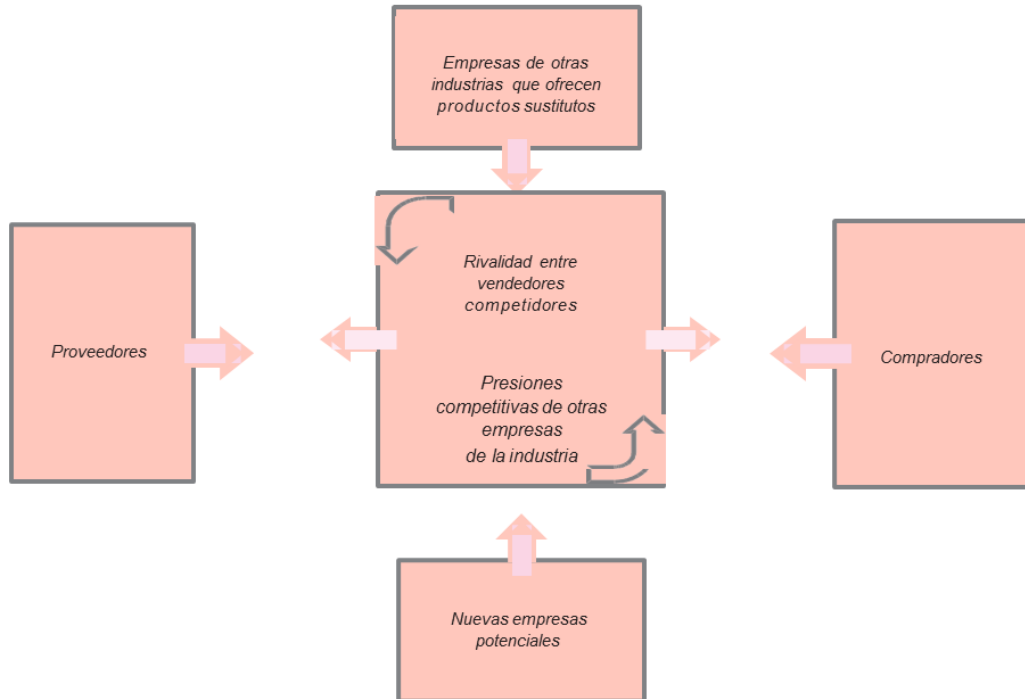 Empresas de otras
industrias que ofrecen
productos sustitutos
Rivalidad entre
vendedores
competidores
Proveedores
Compradores
Presiones
competitivas de otras
empresas
de la industria
Nuevas empresas
potenciales